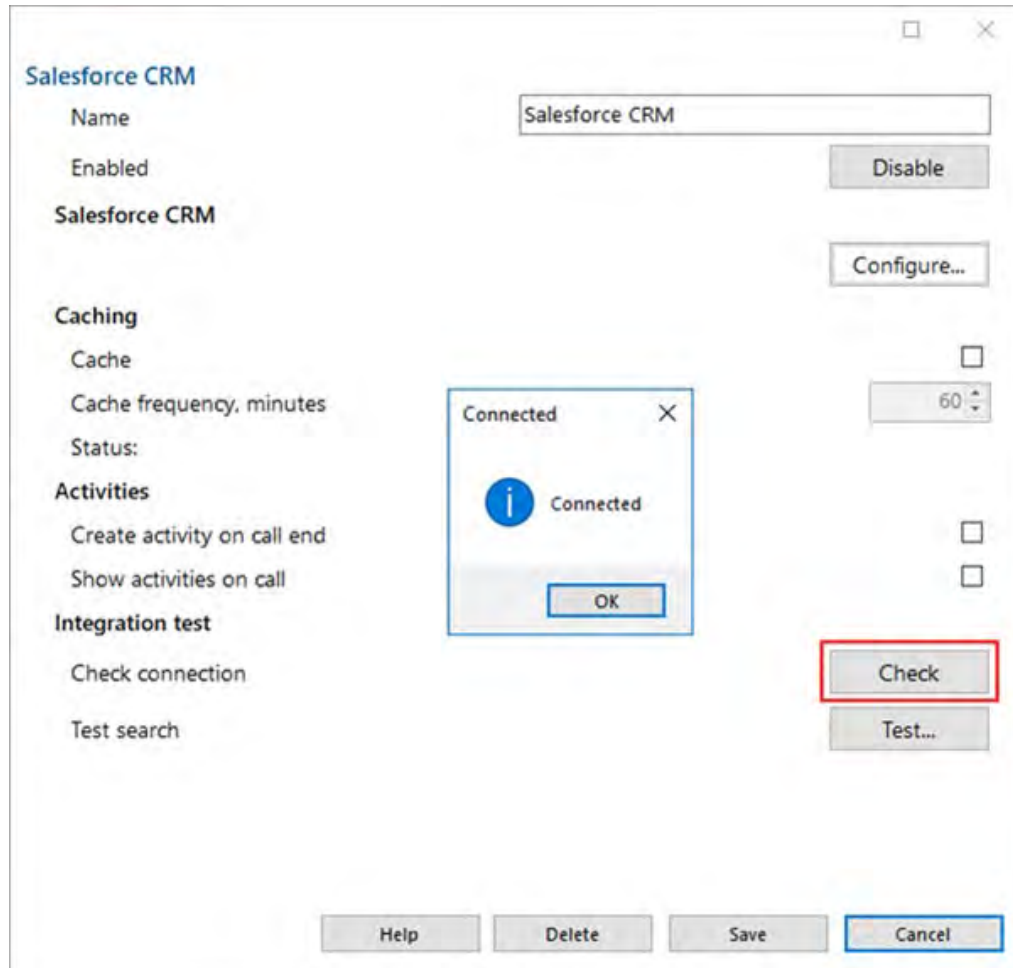 Salesforce CRM
Name
Salesforce CRM
Enabled
Disable
Salesforce CRM
Configure...
Caching
Cache
Cache frequency, minutes
60
Status:
Activities
Create activity on call end
Show activities on call
Integration test
Check connection
Check
Test search
Test...
Connected
i
Connected
OK
Help
Delete
Save
Cancel